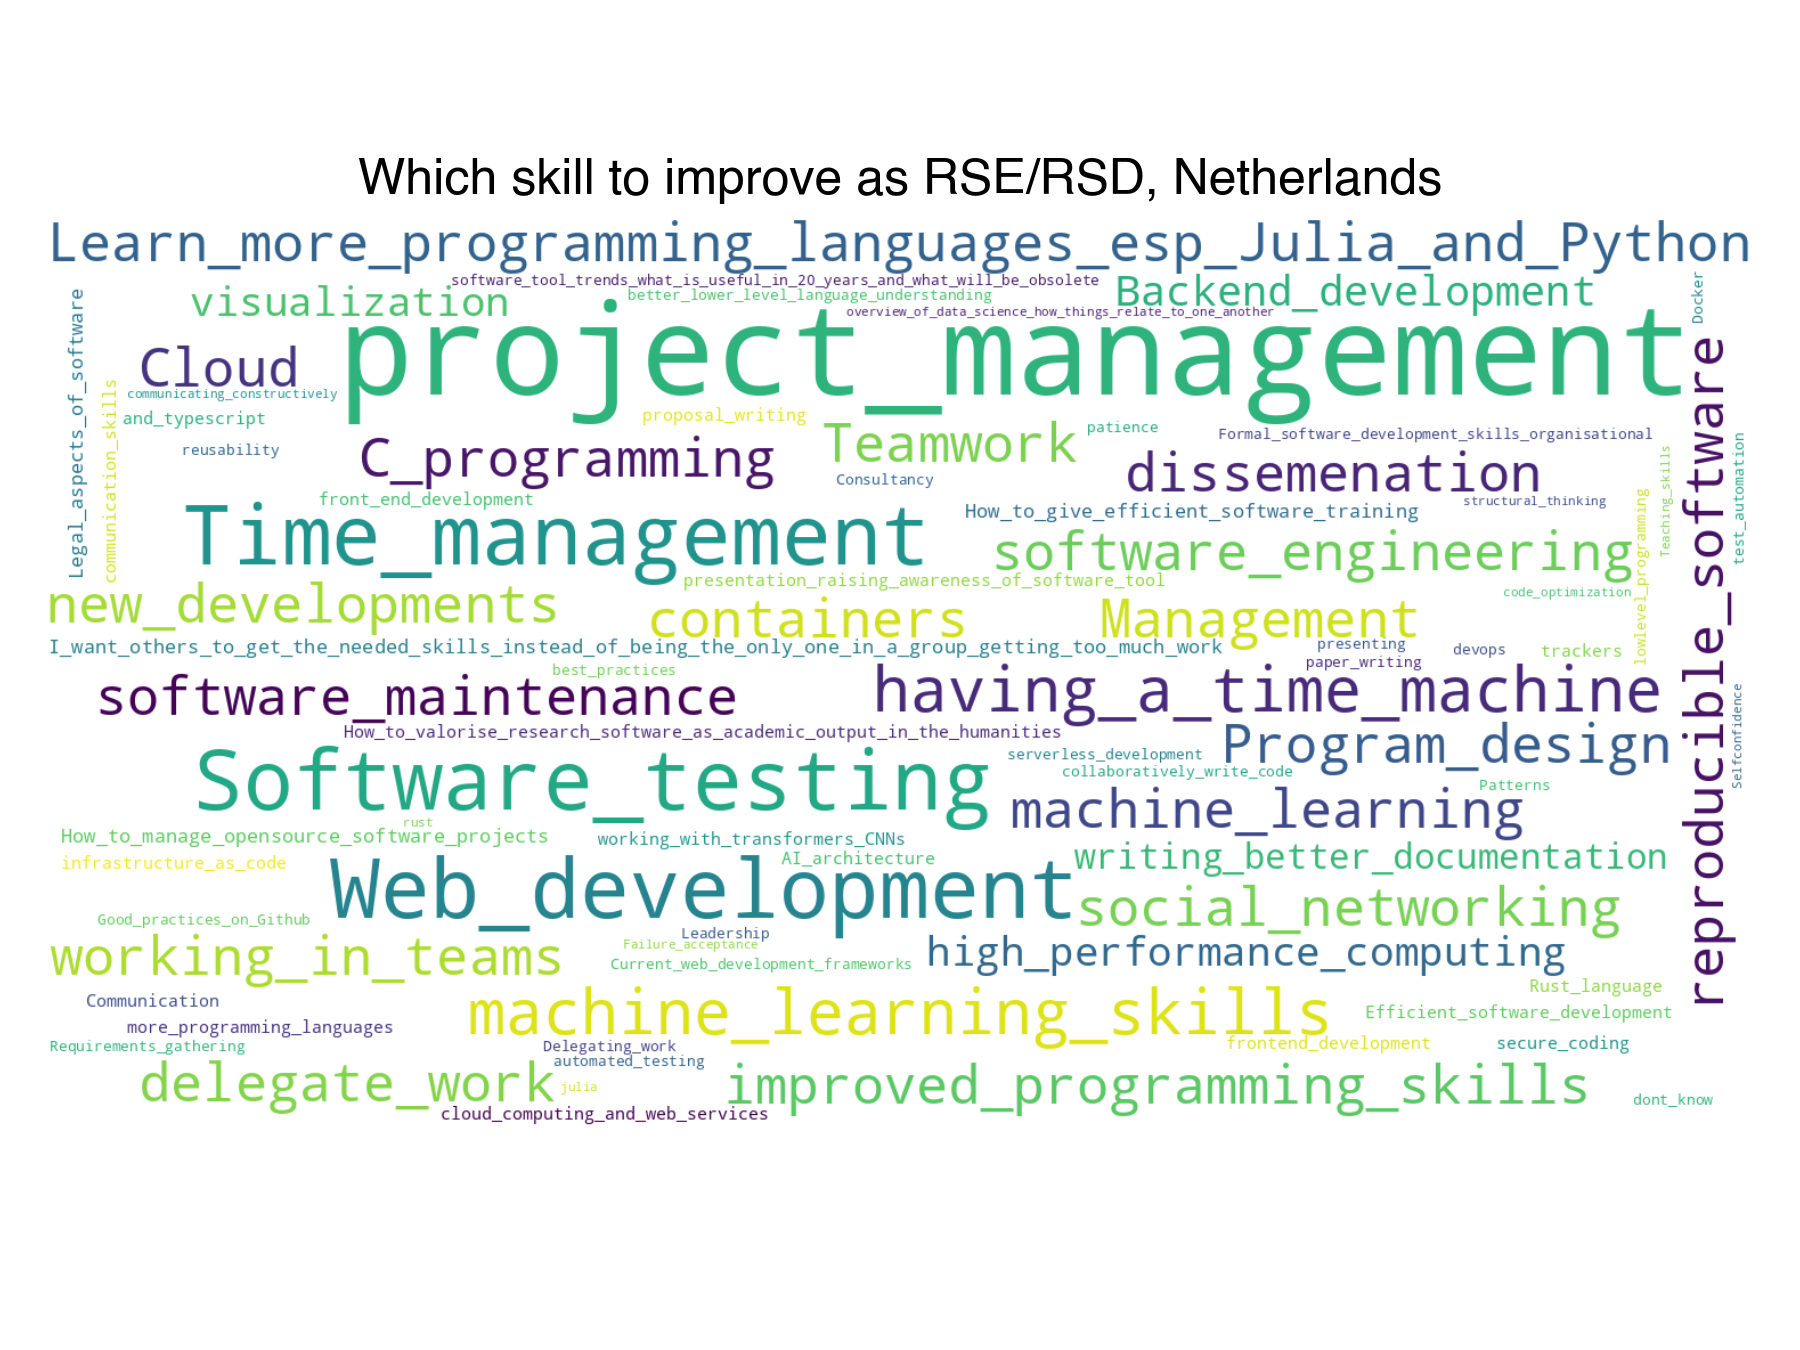 Which skill to improve as RSE/RSD, Netherlands
Learn_more_programming_languages_esp_Julia_and_Python
software_tool_trends_what_is_useful_in_20_years_and_what_will_be_obsolete
visualization
better_lower_level_language_understanding
Backend_development
Docker
overview_of_data_science_how_things_relate_to_one_another
project_management
Cloud
Legal_aspects_of_software
communication_skills
communicating_constructively
and_typescript
proposal_writing
reusability
C_programming
Teamwork
patience
Formal_software_development_skills_organisational
reproducible_software
test_automation
Teaching_skills
dissemenation
Consultancy
front_end_development
structural_thinking
Time_management
How_to_give_efficient_software_training
lowlevel_programming
software_engineering
presentation_raising_awareness_of_software_tool
code_optimization
new_developments
containers
Management
I_want_others_to_get_the_needed_skills_instead_of_being_the_only_one_in_a_group_getting_too_much_work
presenting
devops
trackers
paper_writing
best_practices
software_maintenance
having_a_time_machine
Selfconfidence
How_to_valorise_research_software_as_academic_output_in_the_humanities
Program_design
serverless_development
Software_testing
collaboratively_write_code
Patterns
machine_learning
rust
How_to_manage_opensource_software_projects
working_with_transformers_CNNs
infrastructure_as_code
AI_architecture
writing_better_documentation
Web_development
social_networking
Good_practices_on_Github
Leadership
Failure_acceptance
working_in_teams
Current_web_development_frameworks
high_performance_computing
Rust_language
Communication
machine_learning_skills
Efficient_software_development
more_programming_languages
Requirements_gathering
Delegating_work
frontend_development
secure_coding
automated_testing
delegate_work
julia
improved_programming_skills
dont_know
cloud_computing_and_web_services